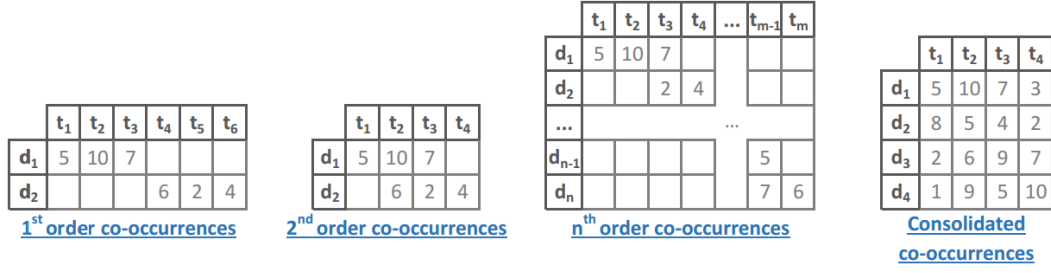 t1 t2 t3 t4 t5 t6
d1 5 10 7
d2 6 2 4
1st order co-occurrences
t1 t2 t3 t4
d1 5 10 7
d2 6 2 4
2nd order co-occurrences
t1 t2 t3 t4 ... tm-1 tm
d1 5 10 7
d2 2 4
... ...
dn-1 5
dn 7 6
nth order co-occurrences
t1 t2 t3 t4
d1 5 10 7 3
d2 8 5 4 2
d3 2 6 9 7
d4 1 9 5 10
Consolidated
co-occurrences